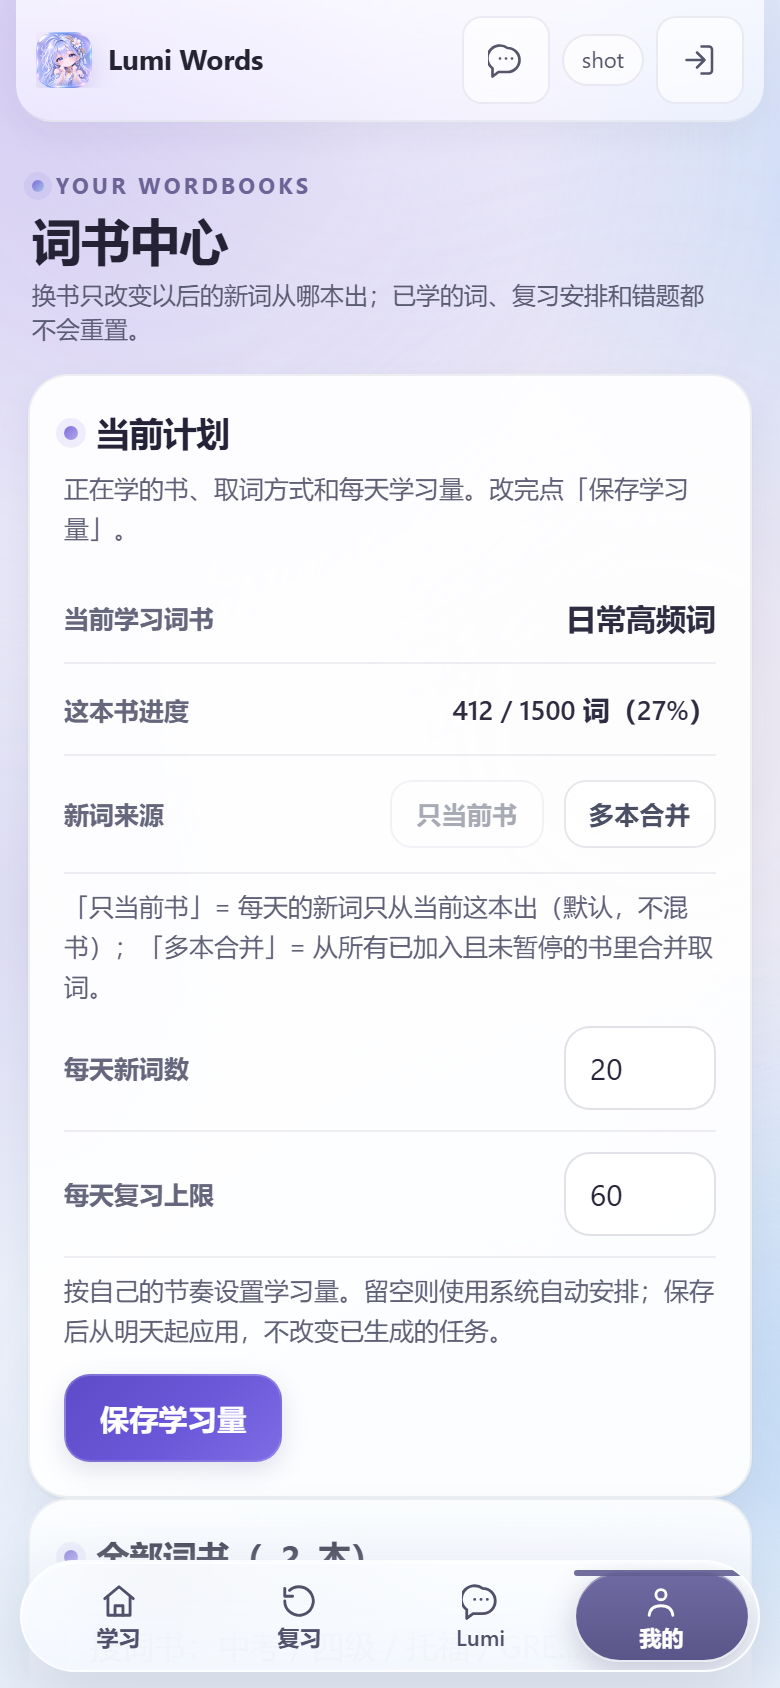 Lumi Words
shot
YOUR WORDBOOKS
词书中心
换书只改变以后的新词从哪本出；已学的词、复习安排和错题都
不会重置。
当前计划
正在学的书、取词方式和每天学习量。改完点「保存学习
量」。
当前学习词书 日常高频词
这本书进度 412 / 1500 词（27%）
新词来源 只当前书 多本合并
「只当前书」= 每天的新词只从当前这本出（默认，不混
书）；「多本合并」= 从所有已加入且未暂停的书里合并取
词。
每天新词数 20
每天复习上限 60
按自己的节奏设置学习量。留空则使用系统自动安排；保存
后从明天起应用，不改变已生成的任务。
保存学习量
全部词书（ 2 本）
学习 复习 Lumi 我的